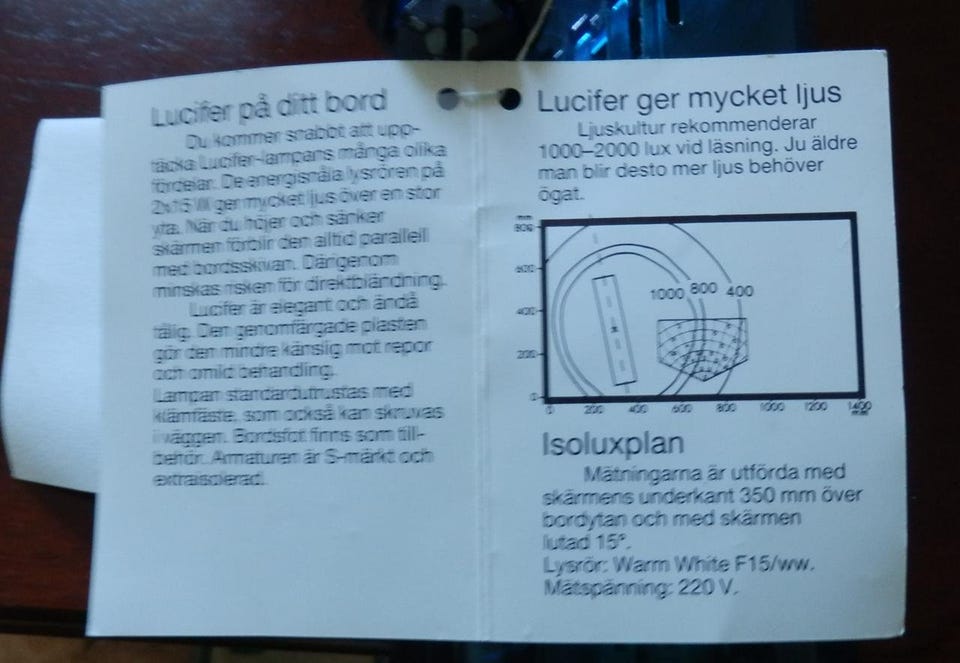 Lucifer på ditt bord
Du kommer snabbt att upp-
täcka Lucifer-lampans många olika
fördelar. De energisnåla lysrören på
2x15 W ger mycket ljus över en stor
yta. När du höjer och sänker
skärmen förblir den alltid parallell
med bordsskivan. Därigenom
minskas risken för direktbländning.
Lucifer är elegant och ändå
tålig. Den genomfärgade plasten
gör den mindre känslig mot repor
och omild behandling.
Lampan standardutrustas med
klämfäste, som också kan skruvas
i väggen. Bordsfot finns som till-
behör. Armaturen är S-märkt och
extraisolerad.
Lucifer ger mycket ljus
Ljuskultur rekommenderar
1000–2000 lux vid läsning. Ju äldre
man blir desto mer ljus behöver
ögat.
mm
800
600
400
200
0
1000 800 400
0 200 400 600 800 1000 1200 1400
mm
Isoluxplan
Mätningarna är utförda med
skärmens underkant 350 mm över
bordytan och med skärmen
lutad 15°.
Lysrör: Warm White F15/ww.
Mätspänning: 220 V.